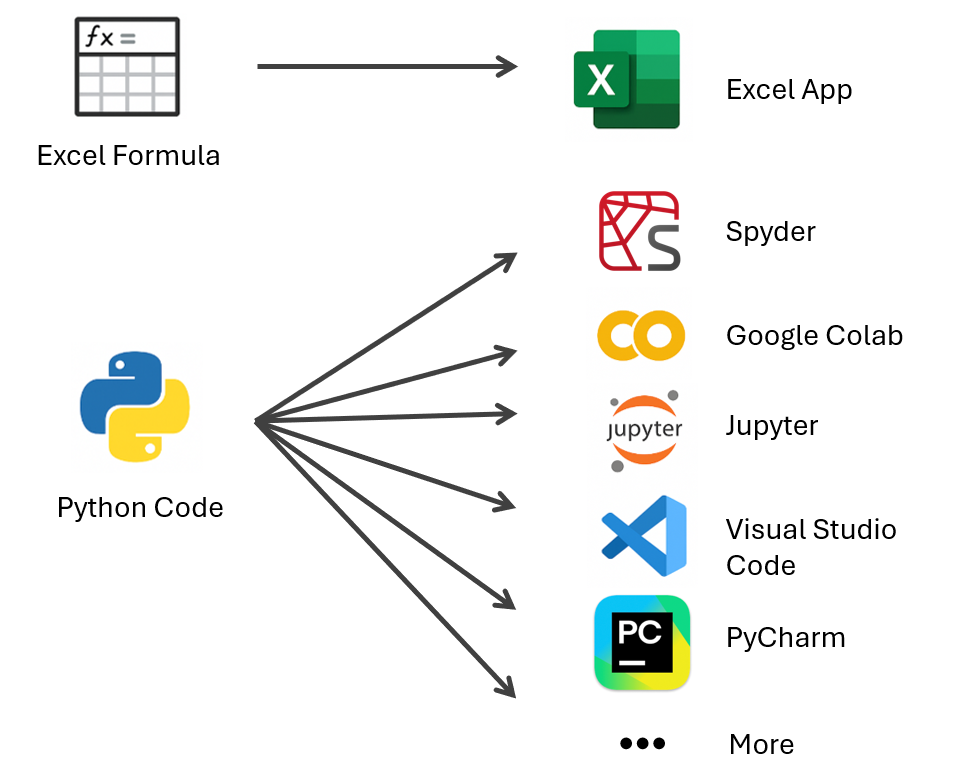 fx =
Excel Formula
X
Excel App
S
Spyder
CO
Google Colab
jupyter
Jupyter
Python Code
Visual Studio
Code
PC
PyCharm
More